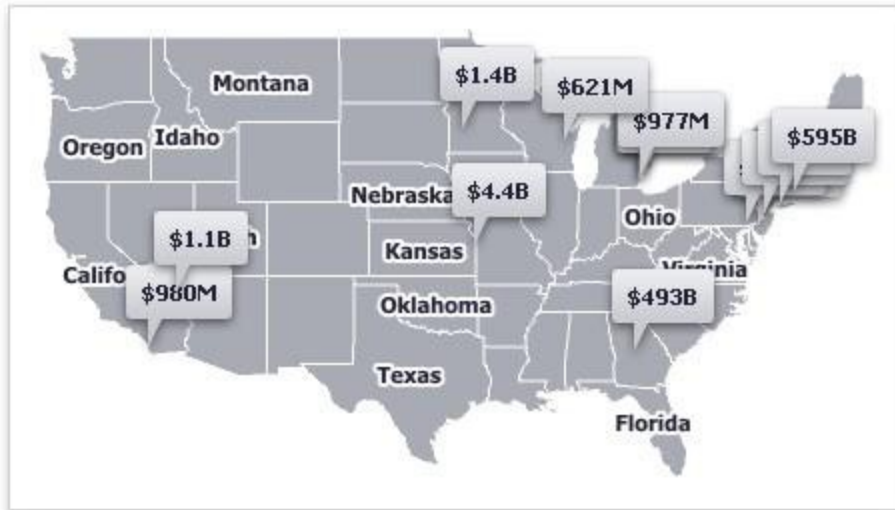 $1.4B
Montana
$621M
$977M
$595B
Oregon
Idaho
Nebraska
$4.4B
Ohio
$1.1B
Kansas
Virginia
Califo
$980M
$493B
Oklahoma
Texas
Florida